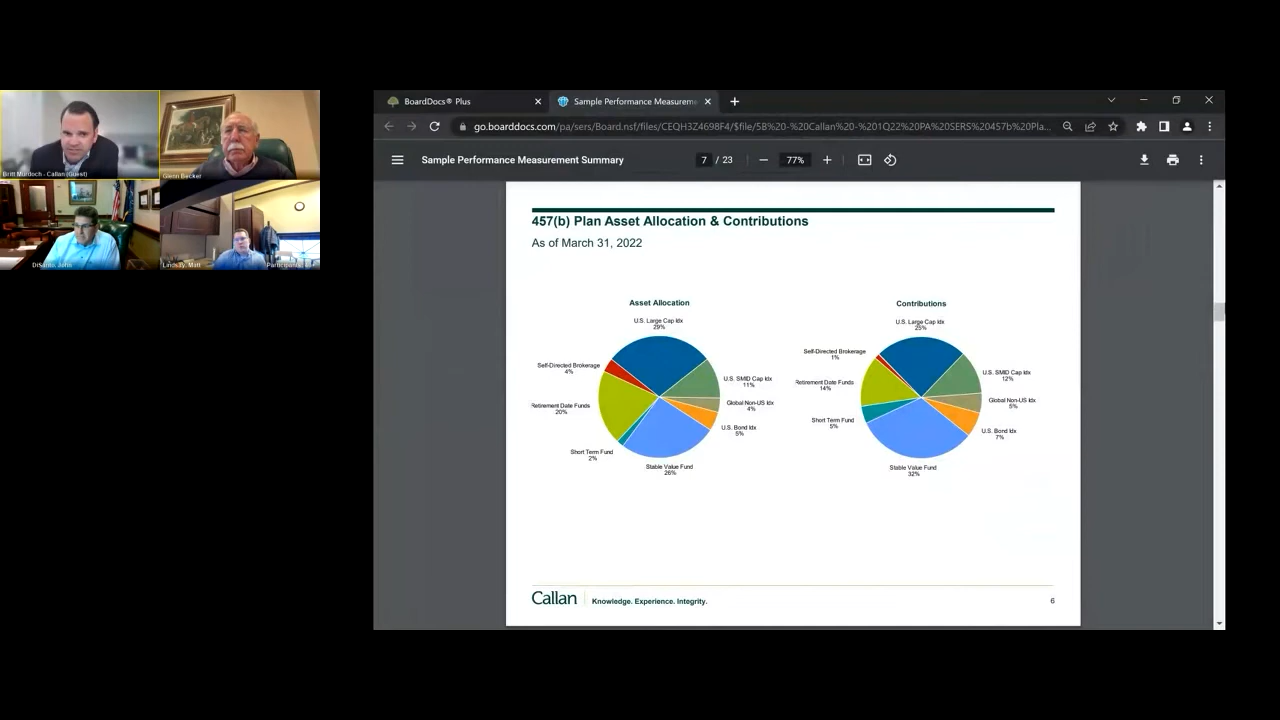 BoardDocs® Plus
Sample Performance Measurem
go.boarddocs.com/pa/sers/Board.nsf/files/CEQH3Z4698F4/$file/5B%20-%20Callan%20-%201Q22%20PA%20SERS%20457b%20Pla...
Sample Performance Measurement Summary
7 / 23
77%
Britt Murdoch - Callan (Guest)
Glenn Becker
DiSanto, John
Lindsay, Matt
457(b) Plan Asset Allocation & Contributions
As of March 31, 2022
Asset Allocation
U.S. Large Cap Idx
29%
Self-Directed Brokerage
4%
U.S. SMID Cap Idx
11%
Retirement Date Funds
20%
Global Non-US Idx
4%
U.S. Bond Idx
5%
Short Term Fund
2%
Stable Value Fund
26%
Contributions
U.S. Large Cap Idx
25%
Self-Directed Brokerage
1%
U.S. SMID Cap Idx
12%
Retirement Date Funds
14%
Global Non-US Idx
5%
Short Term Fund
5%
U.S. Bond Idx
7%
Stable Value Fund
32%
Callan
Knowledge. Experience. Integrity.
6